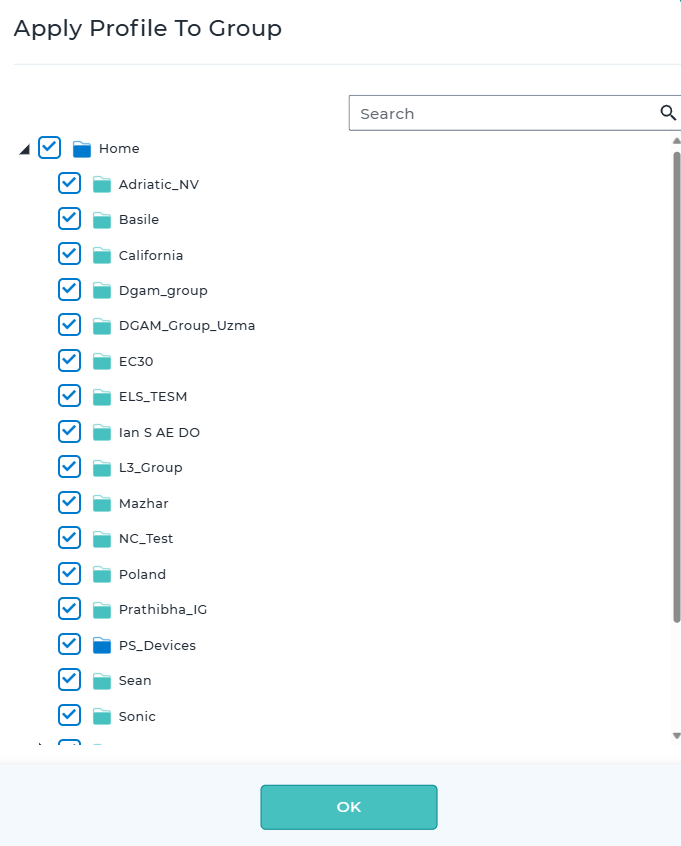 Apply Profile To Group
Search
Home
Adriatic_NV
Basile
California
Dgam_group
DGAM_Group_Uzma
EC30
ELS_TESM
Ian S AE DO
L3_Group
Mazhar
NC_Test
Poland
Prathibha_IG
PS_Devices
Sean
Sonic
OK